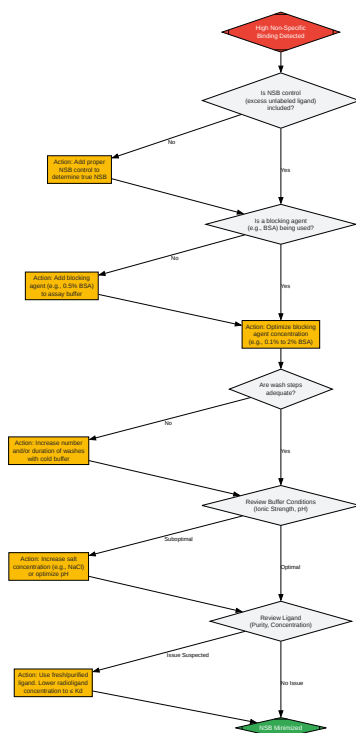 High Non-Specific
Binding Detected
Is NSB control
(excess unlabeled ligand)
included?
No
Yes
Action: Add proper
NSB control to
determine true NSB
Is a blocking agent
(e.g., BSA) being used?
No
Yes
Action: Add blocking
agent (e.g., 0.5% BSA)
to assay buffer
Action: Optimize blocking
agent concentration
(e.g., 0.1% to 2% BSA)
Are wash steps
adequate?
No
Yes
Action: Increase number
and/or duration of washes
with cold buffer
Review Buffer Conditions
(Ionic Strength, pH)
Suboptimal
Optimal
Action: Increase salt
concentration (e.g., NaCl)
or optimize pH
Review Ligand
(Purity, Concentration)
Issue Suspected
No Issue
Action: Use fresh/purified
ligand. Lower radioligand
concentration to ≤ Kd
NSB Minimized